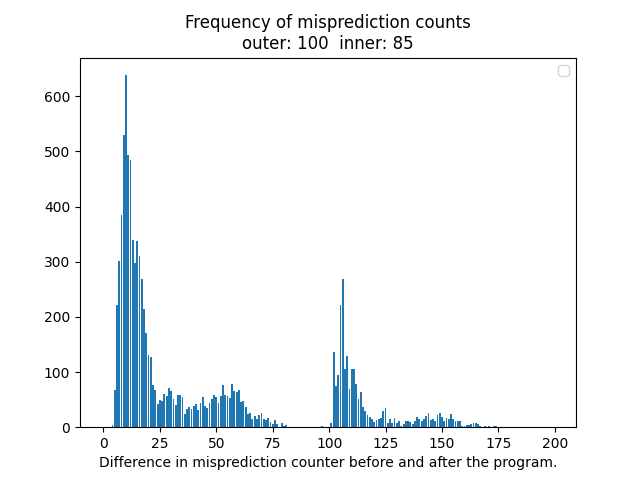 Frequency of misprediction counts
outer: 100  inner: 85
600
500
400
300
200
100
0
0 25 50 75 100 125 150 175 200
Difference in misprediction counter before and after the program.